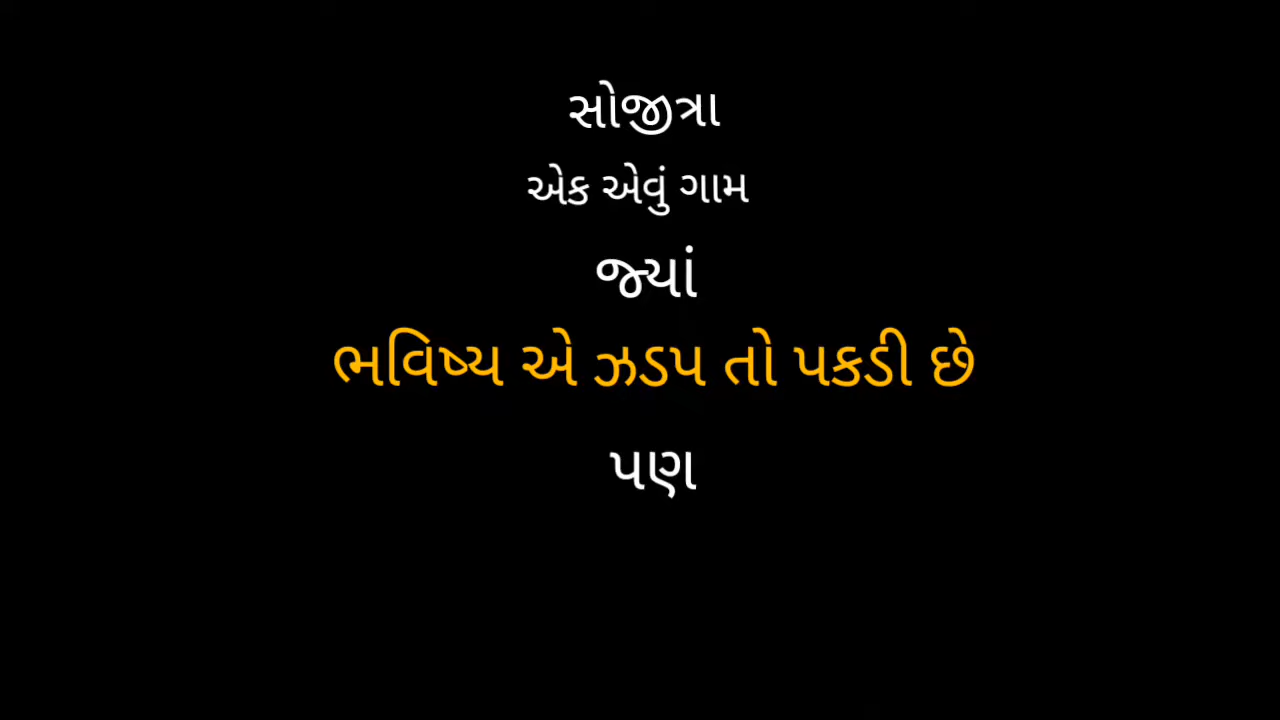 સોજીત્રા
એક એવું ગામ
જ્યાં
ભવિષ્ય એ ઝડપ તો પકડી છે
પણ